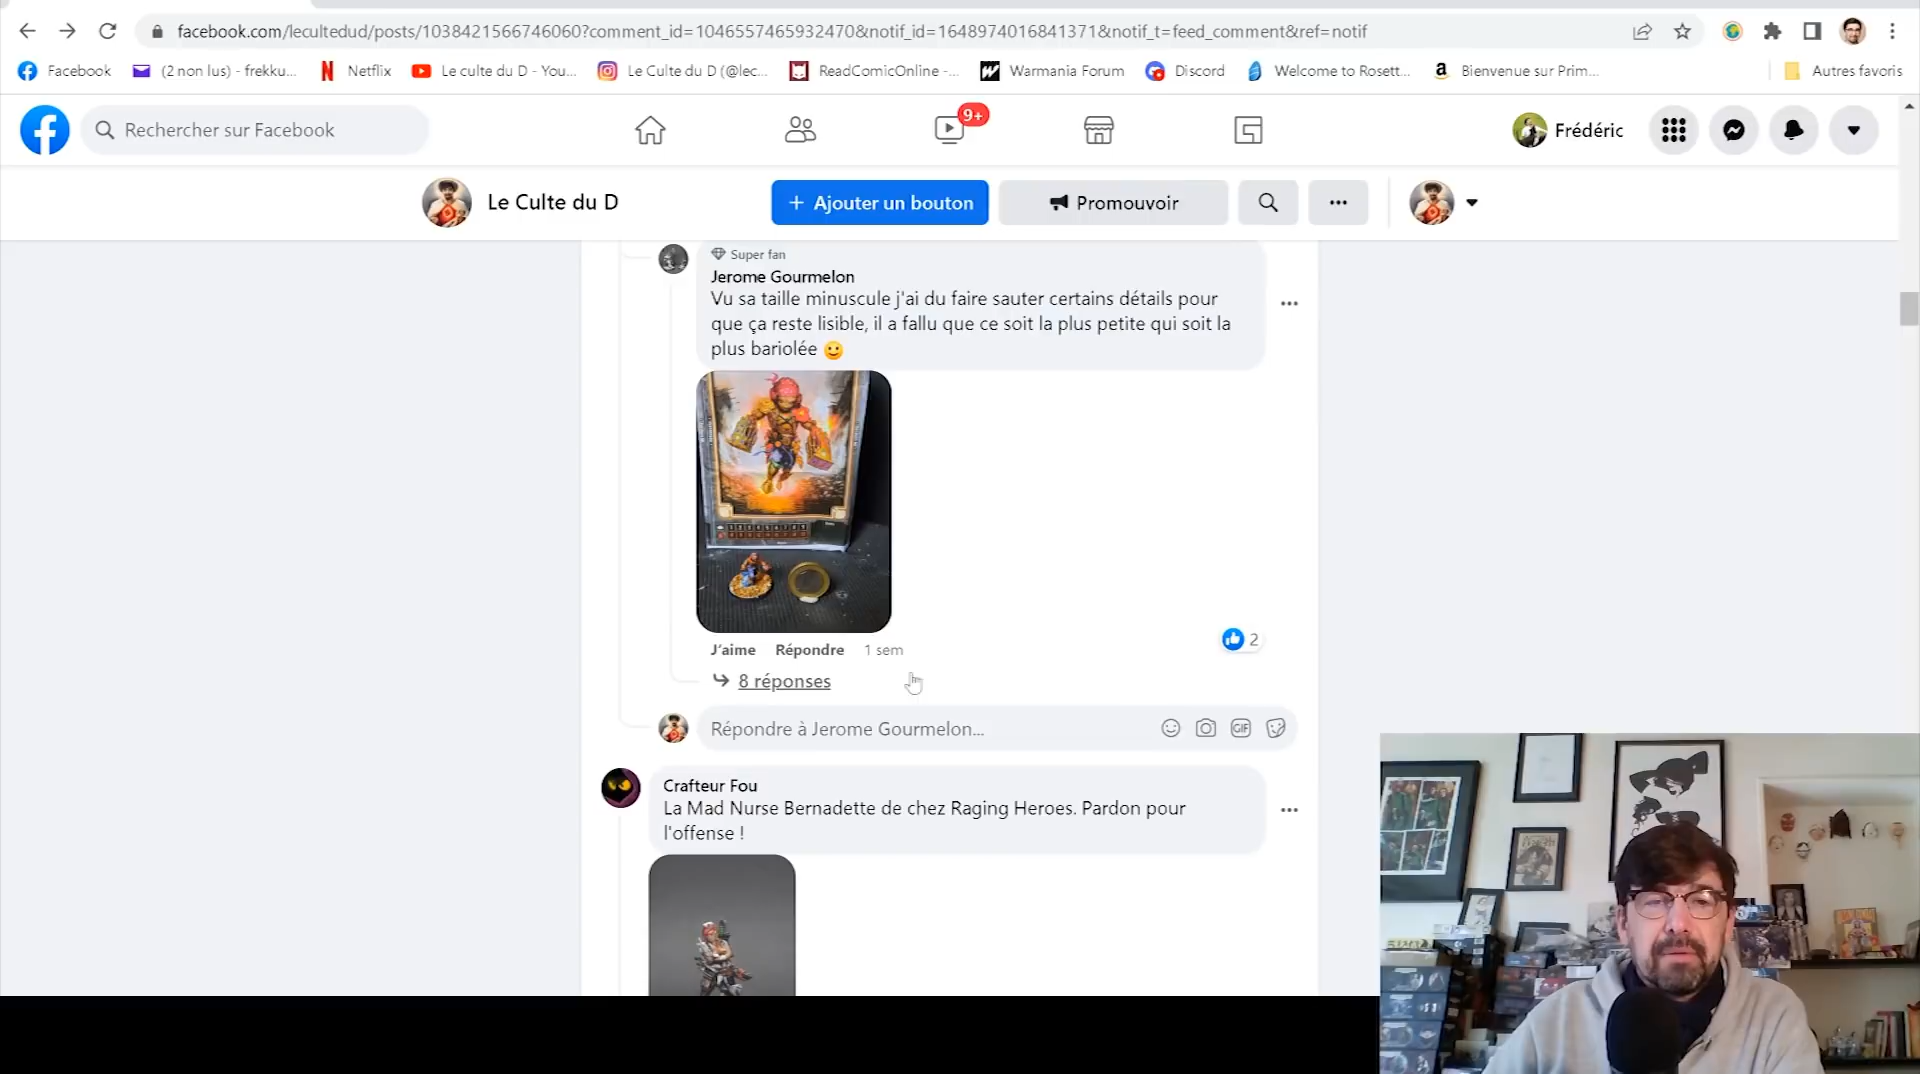 facebook.com/lecultedud/posts/1038421566746060?comment_id=1046557465932470&notif_id=1648974016841371&notif_t=feed_comment&ref=notif
Facebook (2 non lus) - frekku... Netflix Le culte du D - You... Le Culte du D (@lec... ReadComicOnline -... Warmania Forum Discord Welcome to Rosett... Bienvenue sur Prim... Autres favoris
Rechercher sur Facebook 9+ Frédéric
Le Culte du D + Ajouter un bouton Promouvoir
Super fan
Jerome Gourmelon
Vu sa taille minuscule j'ai du faire sauter certains détails pour
que ça reste lisible, il a fallu que ce soit la plus petite qui soit la
plus bariolée
J'aime Répondre 1 sem 2
8 réponses
Répondre à Jerome Gourmelon... GIF
Crafteur Fou
La Mad Nurse Bernadette de chez Raging Heroes. Pardon pour
l'offense !